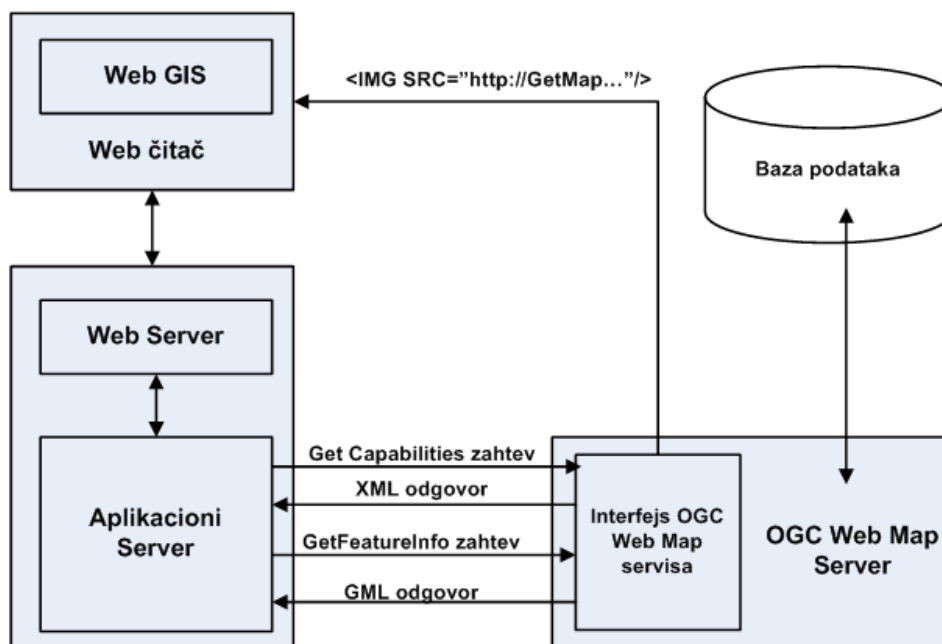 Web GIS
Web čitač
<IMG SRC="http://GetMap..."/>
Baza podataka
Web Server
Aplikacioni
Server
Get Capabilities zahtev
XML odgovor
GetFeatureInfo zahtev
GML odgovor
Interfejs OGC
Web Map
servisa
OGC Web Map
Server